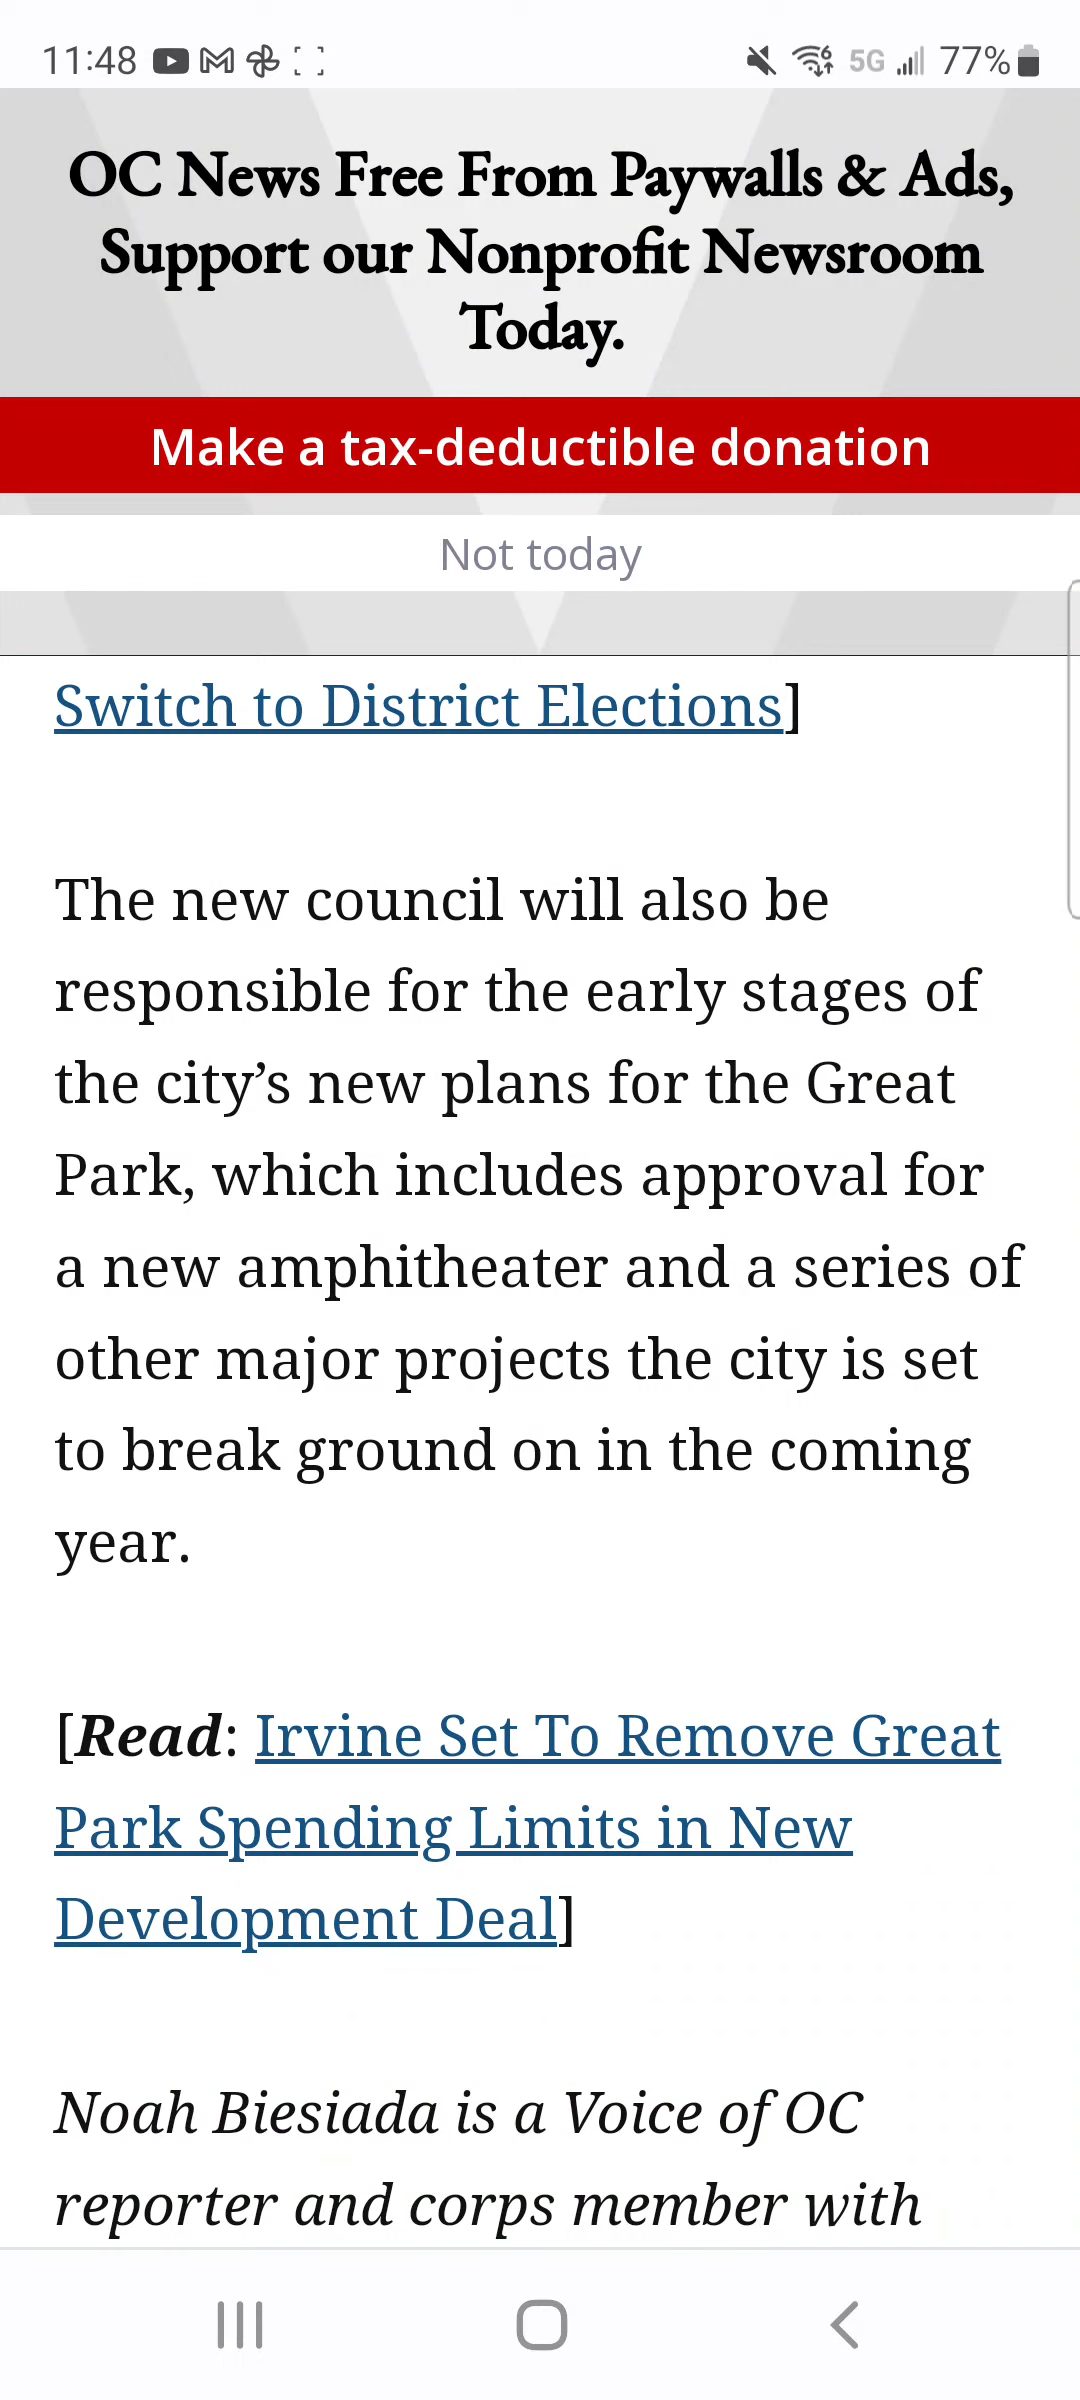 11:48 5G 77%
OC News Free From Paywalls & Ads,
Support our Nonprofit Newsroom
Today.
Make a tax-deductible donation
Not today
Switch to District Elections]
The new council will also be
responsible for the early stages of
the city’s new plans for the Great
Park, which includes approval for
a new amphitheater and a series of
other major projects the city is set
to break ground on in the coming
year.
[Read: Irvine Set To Remove Great
Park Spending Limits in New
Development Deal]
Noah Biesiada is a Voice of OC
reporter and corps member with